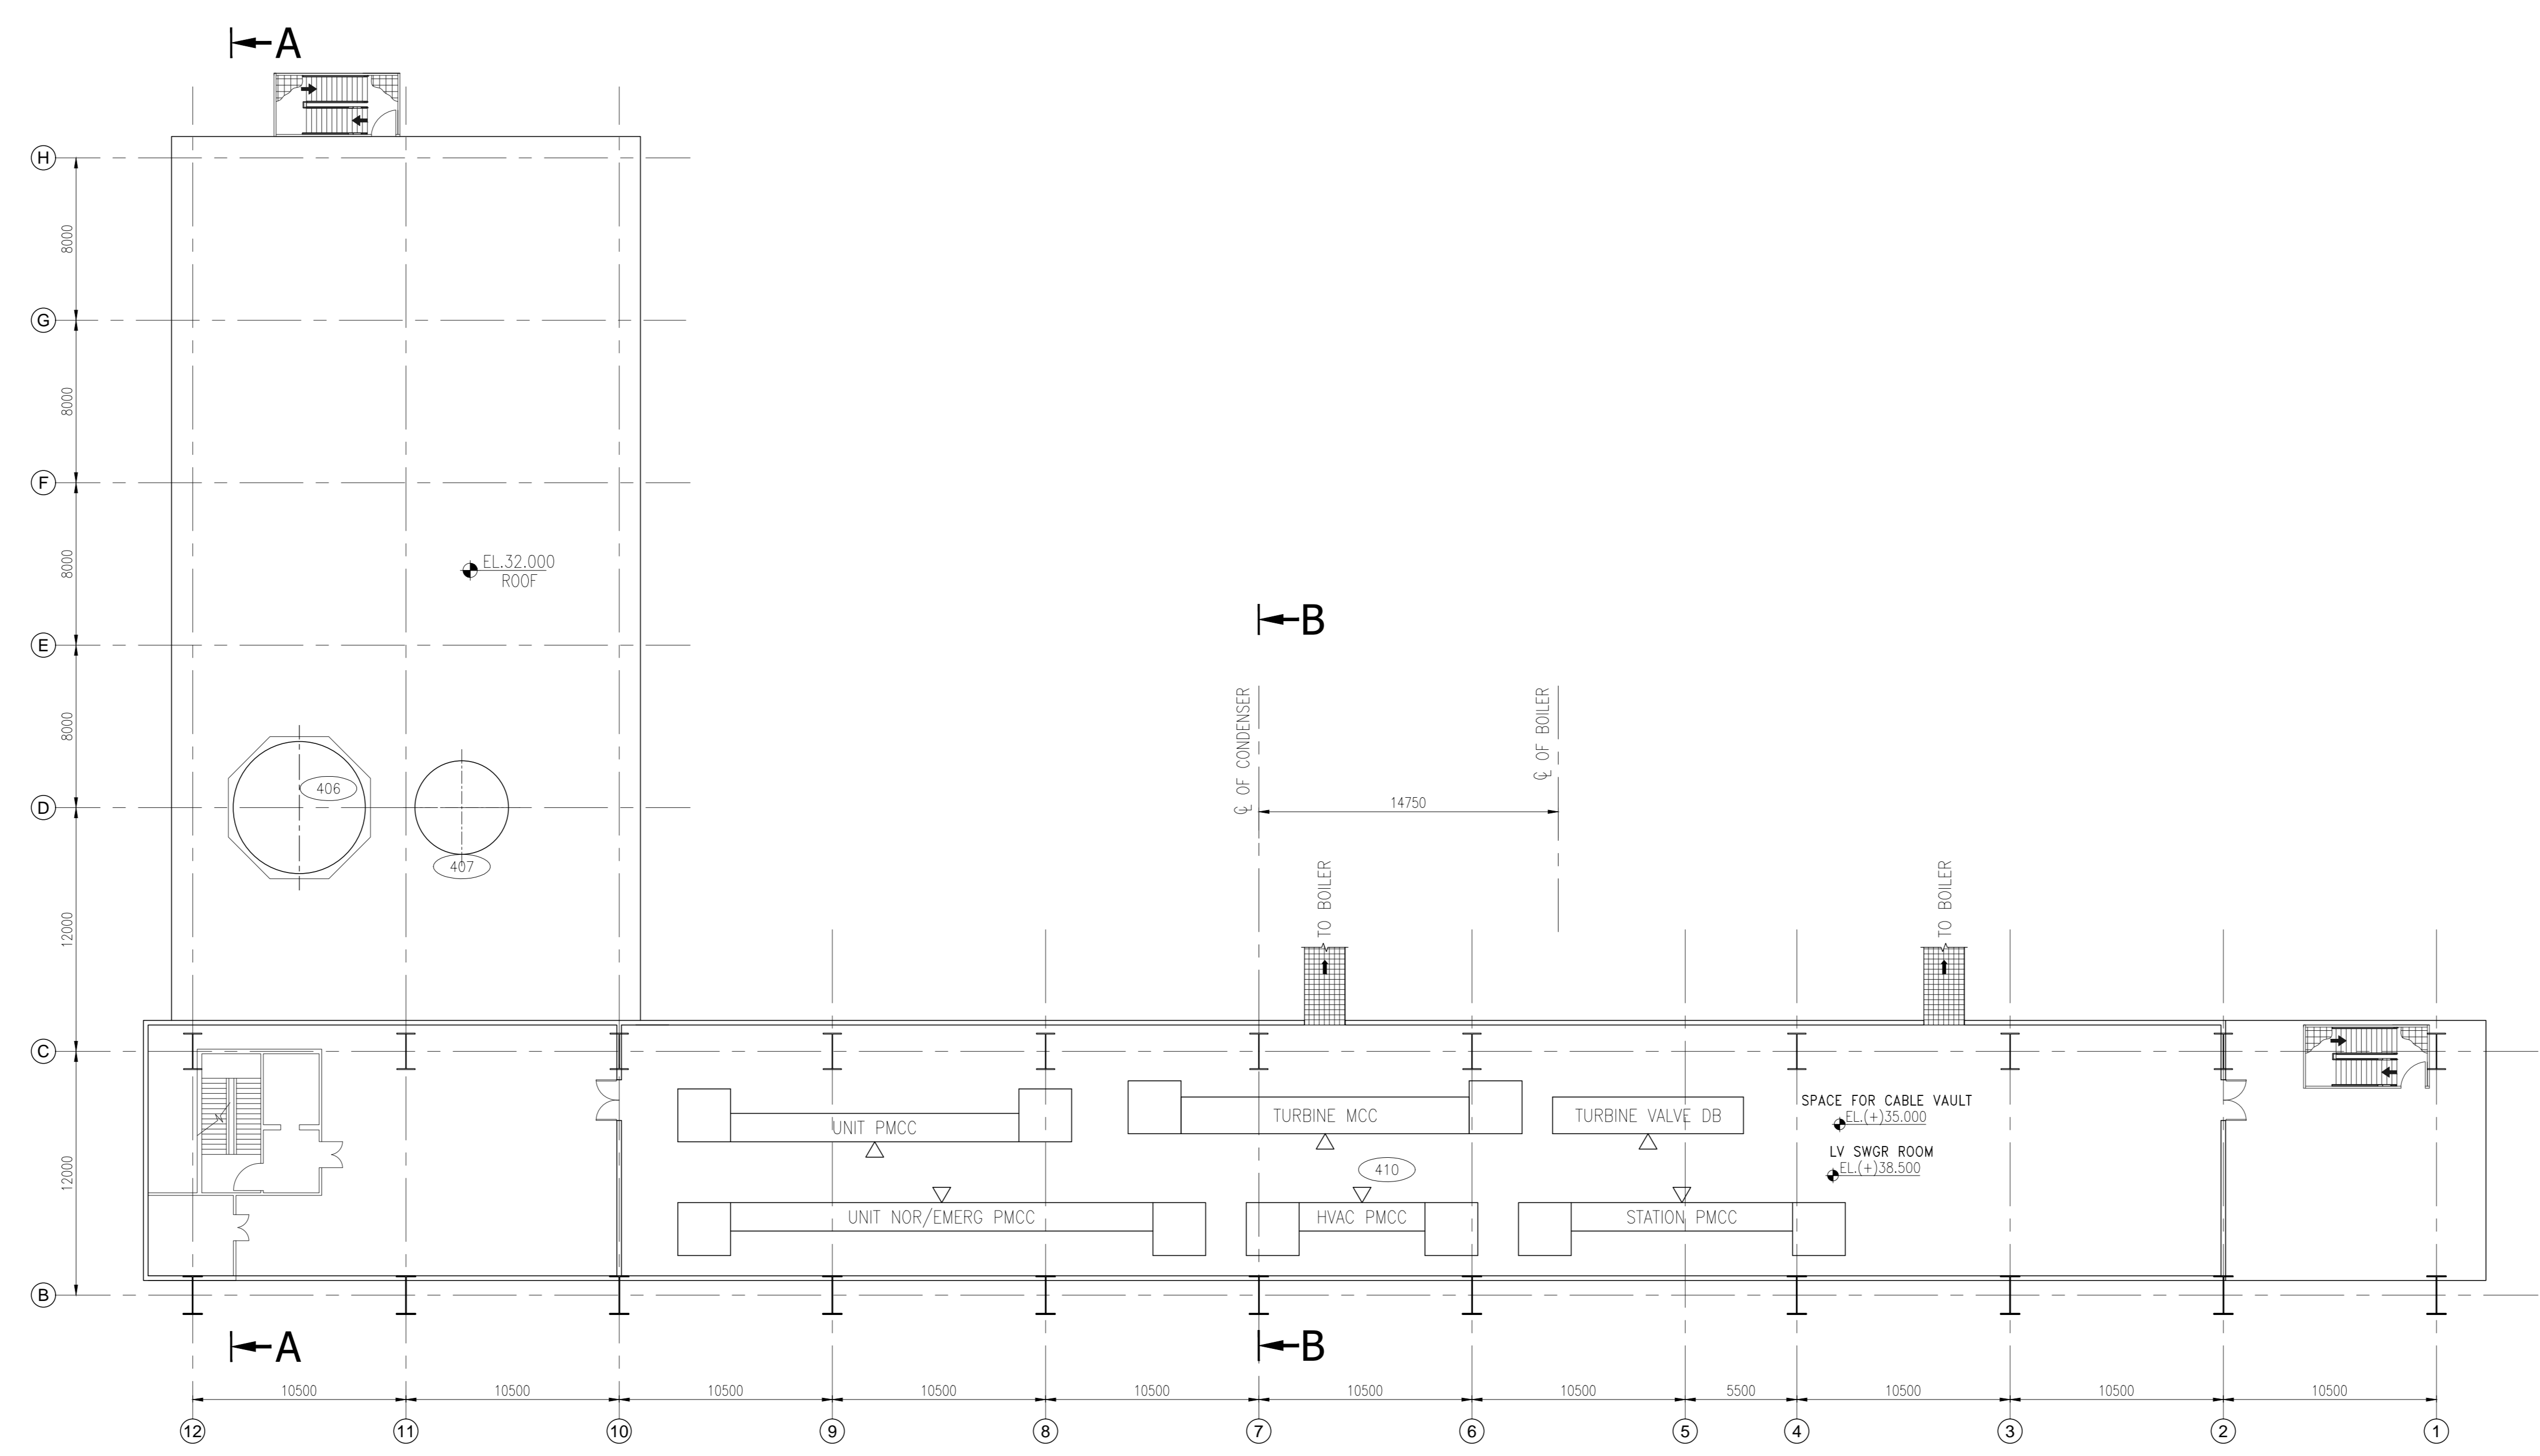 A
H
8000
G
8000
F
8000
EL.32.000
ROOF
E
B
8000
℄ OF CONDENSER
℄ OF BOILER
406
D
14750
407
TO BOILER
TO BOILER
12000
C
SPACE FOR CABLE VAULT
EL.(+)35.000
UNIT PMCC
TURBINE MCC
TURBINE VALVE DB
LV SWGR ROOM
EL.(+)38.500
410
12000
UNIT NOR/EMERG PMCC
HVAC PMCC
STATION PMCC
B
A
B
10500 10500 10500 10500 10500 10500 10500 5500 10500 10500 10500
12 11 10 9 8 7 6 5 4 3 2 1